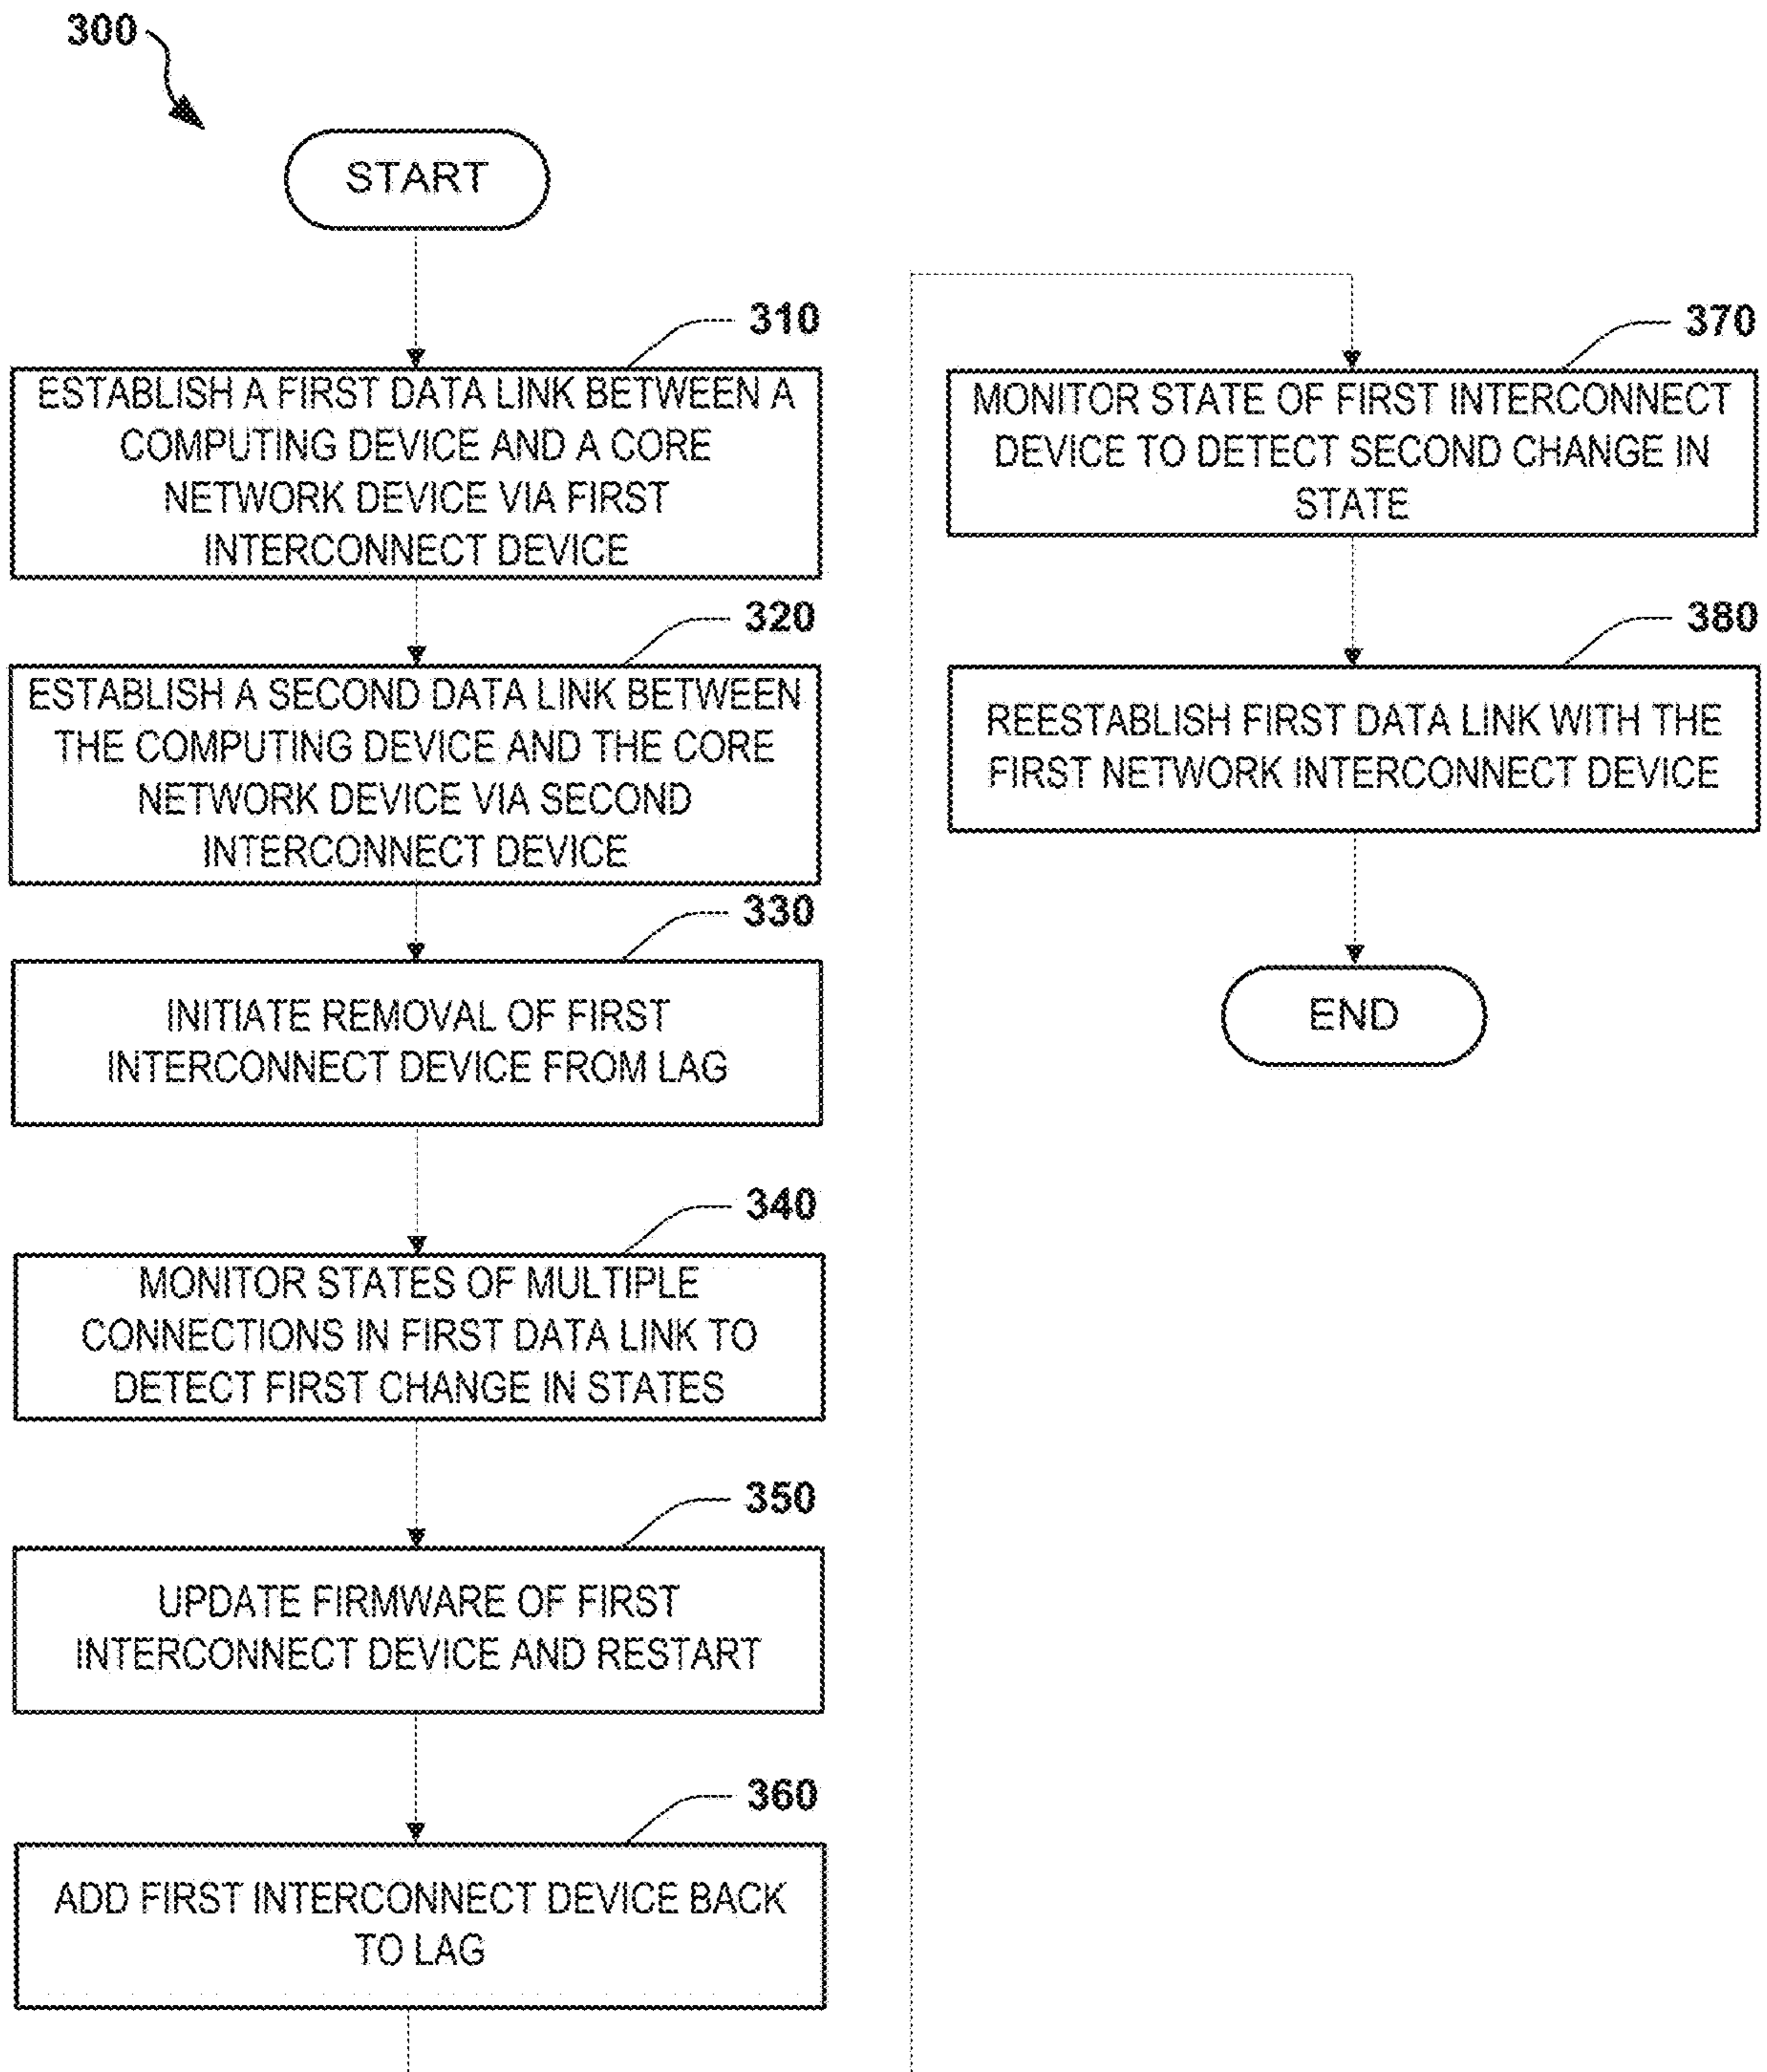 300
START
310
ESTABLISH A FIRST DATA LINK BETWEEN A
COMPUTING DEVICE AND A CORE
NETWORK DEVICE VIA FIRST
INTERCONNECT DEVICE
320
ESTABLISH A SECOND DATA LINK BETWEEN
THE COMPUTING DEVICE AND THE CORE
NETWORK DEVICE VIA SECOND
INTERCONNECT DEVICE
330
INITIATE REMOVAL OF FIRST
INTERCONNECT DEVICE FROM LAG
340
MONITOR STATES OF MULTIPLE
CONNECTIONS IN FIRST DATA LINK TO
DETECT FIRST CHANGE IN STATES
350
UPDATE FIRMWARE OF FIRST
INTERCONNECT DEVICE AND RESTART
360
ADD FIRST INTERCONNECT DEVICE BACK
TO LAG
370
MONITOR STATE OF FIRST INTERCONNECT
DEVICE TO DETECT SECOND CHANGE IN
STATE
380
REESTABLISH FIRST DATA LINK WITH THE
FIRST NETWORK INTERCONNECT DEVICE
END